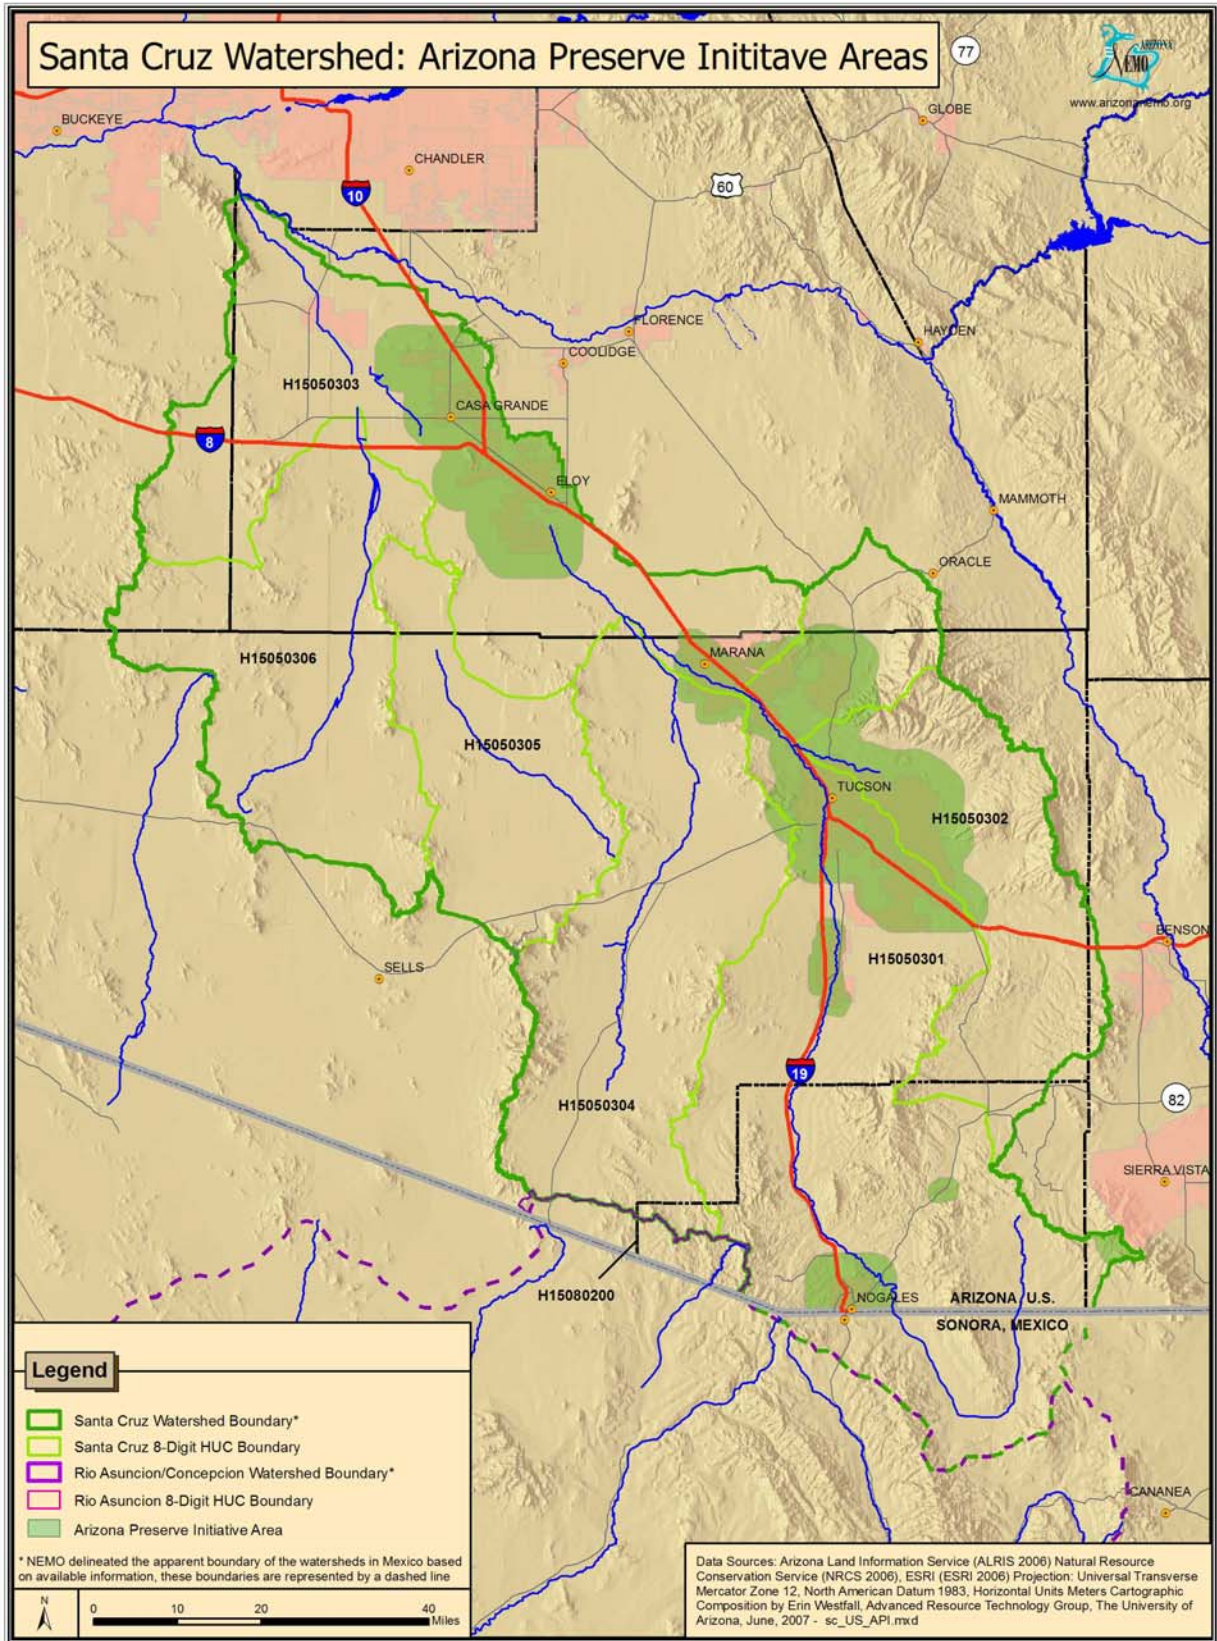 Santa Cruz Watershed: Arizona Preserve Inititave Areas
77
ARIZONA
NEMO
www.arizonanemo.org
BUCKEYE
GLOBE
CHANDLER
10
60
FLORENCE
HAYDEN
COOLIDGE
H15050303
CASA GRANDE
8
ELOY
MAMMOTH
ORACLE
H15050306
MARANA
H15050305
TUCSON
H15050302
BENSON
H15050301
SELLS
19
H15050304
82
SIERRA VISTA
H15080200
NOGALES
ARIZONA, U.S.
SONORA, MEXICO
CANANEA
Legend
Santa Cruz Watershed Boundary*
Santa Cruz 8-Digit HUC Boundary
Rio Asuncion/Concepcion Watershed Boundary*
Rio Asuncion 8-Digit HUC Boundary
Arizona Preserve Initiative Area
* NEMO delineated the apparent boundary of the watersheds in Mexico based
on available information, these boundaries are represented by a dashed line
N
0 10 20 40
Miles
Data Sources: Arizona Land Information Service (ALRIS 2006) Natural Resource
Conservation Service (NRCS 2006), ESRI (ESRI 2006) Projection: Universal Transverse
Mercator Zone 12, North American Datum 1983, Horizontal Units Meters Cartographic
Composition by Erin Westfall, Advanced Resource Technology Group, The University of
Arizona, June, 2007 - sc_US_API.mxd